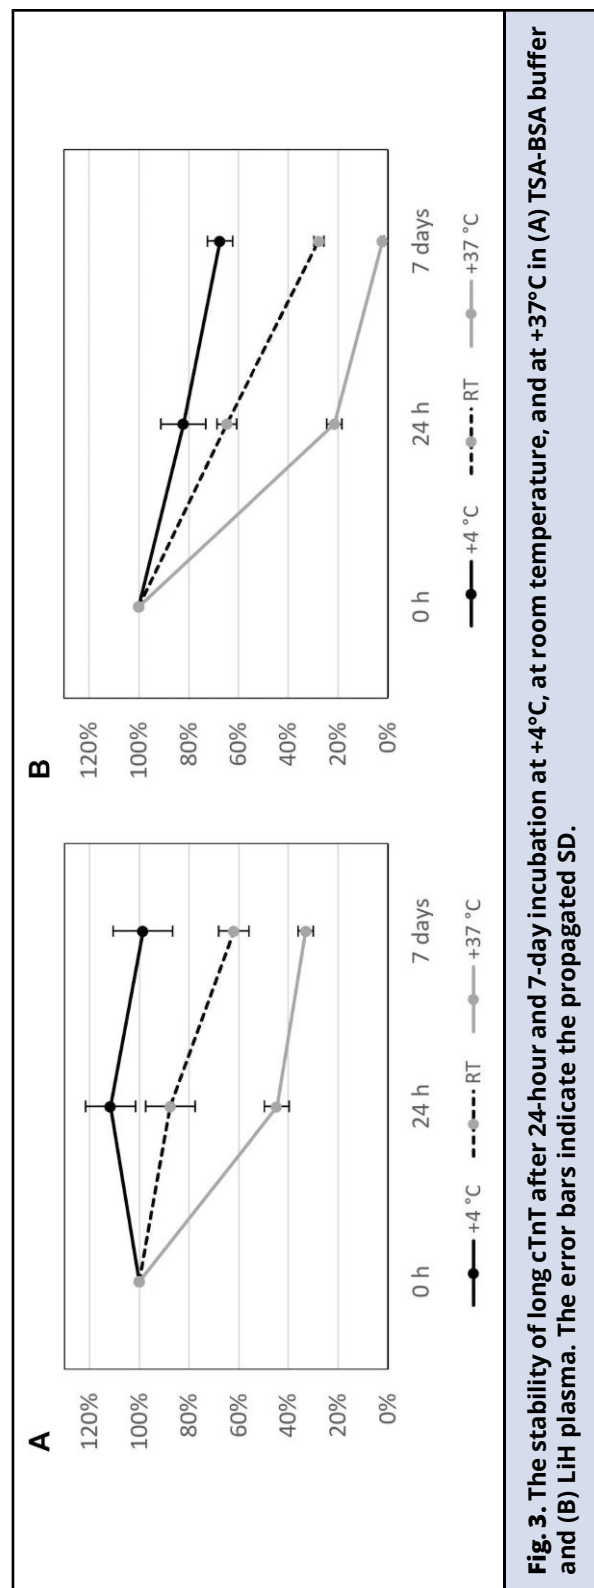 A
120%
100%
80%
60%
40%
20%
0%
0 h
24 h
7 days
+4 °C
RT
+37 °C
B
120%
100%
80%
60%
40%
20%
0%
0 h
24 h
7 days
+4 °C
RT
+37 °C
Fig. 3. The stability of long cTnT after 24-hour and 7-day incubation at +4°C, at room temperature, and at +37°C in (A) TSA-BSA buffer
and (B) LiH plasma. The error bars indicate the propagated SD.